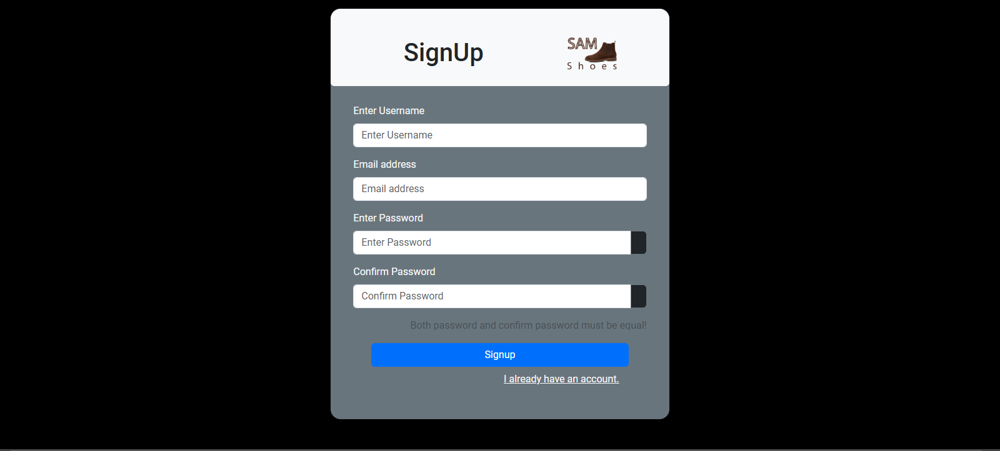 SignUp
SAM
Shoes
Enter Username
Enter Username
Email address
Email address
Enter Password
Enter Password
Confirm Password
Confirm Password
Both password and confirm password must be equal!
Signup
I already have an account.